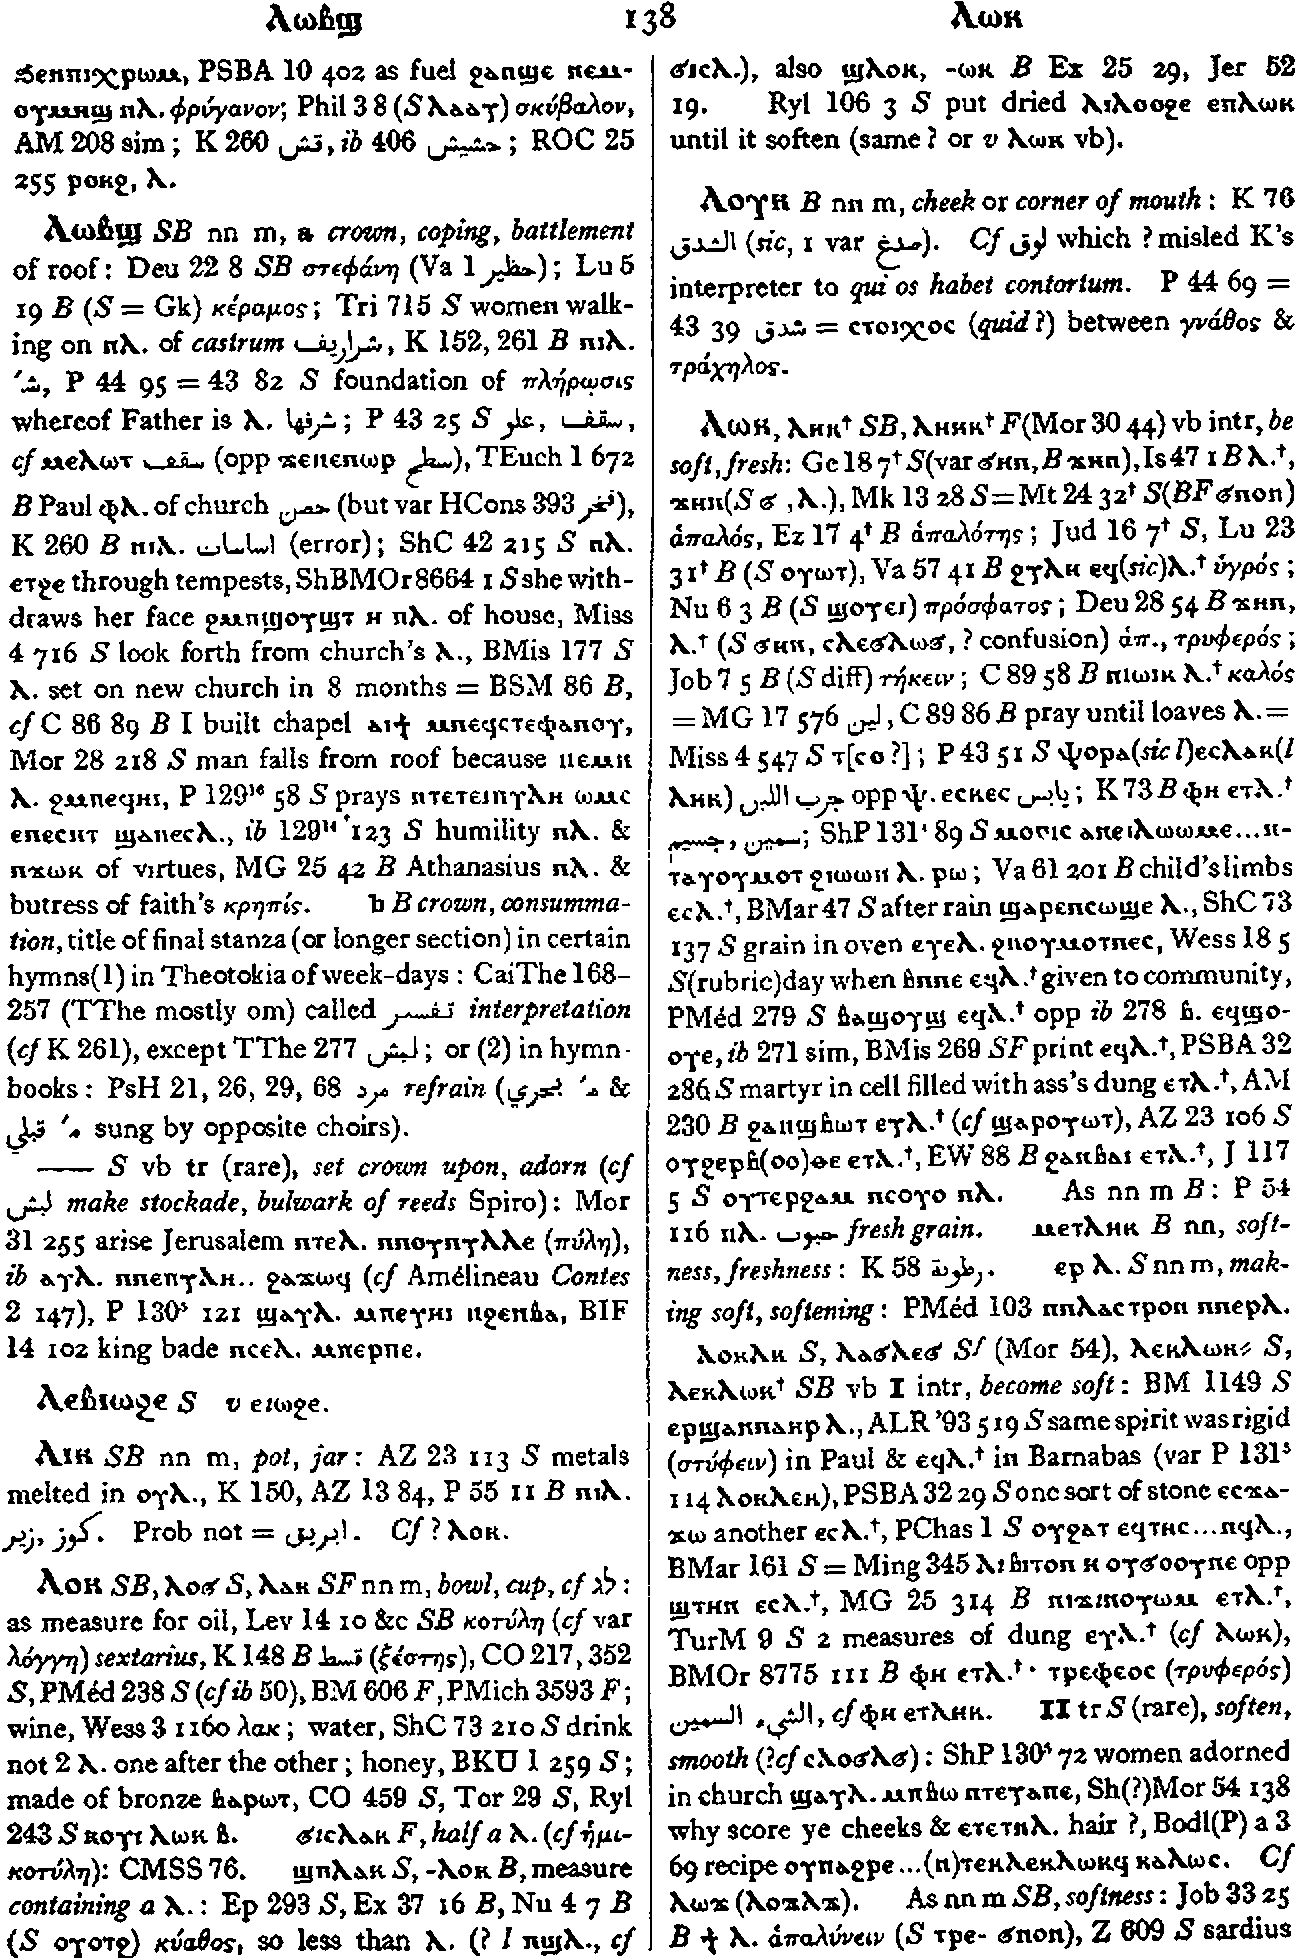 ⲗⲱⲃϣ 138 ⲗⲱⲕ
ϭⲉⲛⲡⲓⲭⲣⲱⲙ, PSBA 10 402 as fuel ϩⲁⲛϣⲉ ⲛⲉⲙ-
ⲟⲩⲙⲏϣ ⲛⲗ. φρύγανον; Phil 3 8 (S ⲗⲁⲁⲧ) σκύβαλον,
AM 208 sim; K 260 قش, ib 406 حشيش; ROC 25
255 ⲣⲟⲕϩ, ⲗ.
ⲗⲱⲃϣ SB nn m, a crown, coping, battlement
of roof: Deu 22 8 SB στεφάνη (Va 1 حظير); Lu 5
19 B (S = Gk) κέραμος; Tri 715 S women walk-
ing on ⲛⲗ. of castrum شراريف, K 152, 261 B ⲡⲓⲗ.
ش′, P 44 95 = 43 82 S foundation of πλήρωσις
whereof Father is ⲗ. شرفها; P 43 25 S علو, سقف,
cf ⲙⲉⲗⲱⲧ سقف (opp ϫⲉⲛⲉⲡⲱⲣ سطح), TEuch 1 672
B Paul ⲫⲗ. of church حصن (but var HCons 393 فخر),
K 260 B ⲡⲓⲗ. اساسات (error); ShC 42 215 S ⲡⲗ.
ⲉⲧϩⲉ through tempests, ShBMOr 8664 1 S she with-
draws her face ϩⲙⲡϣⲟⲩϣⲧ ⲏ ⲡⲗ. of house, Miss
4 716 S look forth from church's ⲗ., BMis 177 S
ⲗ. set on new church in 8 months = BSM 86 B,
cf C 86 89 B I built chapel ⲁⲓϯ ⲙⲡⲉϥⲥⲧⲉⲫⲁⲛⲟⲩ,
Mor 28 218 S man falls from roof because ⲛⲉⲙⲛ
ⲗ. ϩⲙⲡⲉϥⲏⲓ, P 129¹⁶ 58 S prays ⲛⲧⲉⲧⲉⲓⲡⲩⲗⲏ ⲱⲙⲥ
ⲉⲡⲉⲥⲏⲧ ϣⲁⲡⲉⲥⲗ., ib 129¹⁴ 123 S humility ⲡⲗ. &
ⲡϫⲱⲕ of virtues, MG 25 42 B Athanasius ⲡⲗ. &
butress of faith's κρηπίς. b B crown, consumma-
tion, title of final stanza (or longer section) in certain
hymns (1) in Theotokia of week-days: CaiThe 168–
257 (TThe mostly om) called تفسير interpretation
(cf K 261), except TThe 277 لبش; or (2) in hymn-
books: PsH 21, 26, 29, 68 مرد refrain (م′ بحري &
م′ قبلي sung by opposite choirs).
—— S vb tr (rare), set crown upon, adorn (cf
لبش make stockade, bulwark of reeds Spiro): Mor
31 255 arise Jerusalem ⲛⲧⲉⲗ. ⲛⲛⲟⲩⲡⲩⲗⲗⲉ (πύλη),
ib ⲁⲩⲗ. ⲛⲛⲉⲡⲩⲗⲏ.. ϩⲁϫⲱϥ (cf Amélineau Contes
2 147), P 130⁵ 121 ϣⲁⲩⲗ. ⲙⲡⲉⲩⲏⲓ ⲛϩⲉⲛⲃⲁ, BIF
14 102 king bade ⲛⲥⲉⲗ. ⲙⲡⲉⲣⲡⲉ.
ⲗⲉⲃⲓⲱϩⲉ S v ⲉⲓⲱϩⲉ.
ⲗⲓⲕ SB nn m, pot, jar: AZ 23 113 S metals
melted in ⲟⲩⲗ., K 150, AZ 13 84, P 55 11 B ⲡⲓⲗ.
كوز, زير. Prob not = ابريق. Cf ? ⲗⲟⲕ.
ⲗⲟⲕ SB, ⲗⲟϭ S, ⲗⲁⲕ SF nn m, bowl, cup, cf לג:
as measure for oil, Lev 14 10 &c SB κοτύλη (cf var
λόγγη) sextarius, K 148 B قسط (ξέστης), CO 217, 352
S, PMéd 238 S (cf ib 50), BM 606 F, PMich 3593 F;
wine, Wess 3 1160 λακ; water, ShC 73 210 S drink
not 2 ⲗ. one after the other; honey, BKU 1 259 S;
made of bronze ⲃⲁⲣⲱⲧ, CO 459 S, Tor 29 S, Ryl
243 S ⲕⲟⲩⲓ ⲗⲱⲕ ⲃ. ϭⲓⲥⲗⲁⲕ F, half a ⲗ. (cf ἡμι-
κοτύλη): CMSS 76. ϣⲡⲗⲁⲕ S, -ⲗⲟⲕ B, measure
containing a ⲗ.: Ep 293 S, Ex 37 16 B, Nu 4 7 B
(S ⲟⲩⲟⲧϩ) κύαθος, so less than ⲗ. (? l ⲡϣⲗ., cf
ϭⲓⲥⲗ.), also ϣⲗⲟⲕ, -ⲱⲕ B Ex 25 29, Jer 52
19. Ryl 106 3 S put dried ⲗⲓⲗⲟⲟϩⲉ ⲉⲡⲗⲱⲕ
until it soften (same? or v ⲗⲱⲕ vb).
ⲗⲟⲩⲕ B nn m, cheek or corner of mouth: K 76
الشدق (sic, 1 var صدغ). Cf لوق which ? misled K's
interpreter to qui os habet contortum. P 44 69 =
43 39 شدق = ⲥⲧⲟⲓⲭⲟⲥ (quid?) between γνάθος &
τράχηλος.
ⲗⲱⲕ, ⲗⲏⲕ† SB, ⲗⲏⲏⲕ† F (Mor 30 44) vb intr, be
soft, fresh: Ge 18 7† S (var ϭⲏⲛ, B ϫⲏⲛ), Is 47 1 B ⲗ.†,
ϫⲏⲛ (S ϭ , ⲗ.), Mk 13 28 S = Mt 24 32† S (BF ϭⲛⲟⲛ)
ἁπαλός, Ez 17 4† B ἁπαλότης; Jud 16 7† S, Lu 23
31† B (S ⲟⲩⲱⲧ), Va 57 41 B ϩⲩⲗⲏ ⲉϥ(sic)ⲗ.† ὑγρός;
Nu 6 3 B (S ϣⲟⲩⲉⲓ) πρόσφατος; Deu 28 54 B ϫⲏⲛ,
ⲗ.† (S ϭⲏⲛ, ⲥⲗⲉϭⲗⲱϭ, ? confusion) ἁπ., τρυφερός;
Job 7 5 B (S diff) τήκειν; C 89 58 B ⲡⲓⲱⲓⲕ ⲗ.† καλός
= MG 17 576 لين, C 89 86 B pray until loaves ⲗ. =
Miss 4 547 S ⲧ[ⲥⲟ?]; P 43 51 S ⲯⲟⲣⲁ (sic l)ⲉⲥⲗⲁⲕ (l
ⲗⲏⲕ) جرب اللين opp ⲯ. ⲉⲥⲕⲉⲥ يابس; K 73 B ⲫⲏ ⲉⲧⲗ.†
سمين, جسيم; ShP 131⁴ 89 S ⲙⲟⲅⲓⲥ ⲁⲛⲉⲓⲗⲱⲱⲙⲉ...ⲛ-
ⲧⲁⲩⲟⲩⲙⲟⲧ ϩⲓⲱⲱⲛ ⲗ. ⲣⲱ; Va 61 201 B child's limbs
ⲉⲥⲗ.†, BMar 47 S after rain ϣⲁⲣⲉⲛⲥⲱϣⲉ ⲗ., ShC 73
137 S grain in oven ⲉⲩⲉⲗ. ϩⲛⲟⲩⲙⲟⲧⲛⲉⲥ, Wess 18 5
S (rubric) day when ⲃⲛⲛⲉ ⲉϥⲗ.† given to community,
PMéd 279 S ⲃⲁϣⲟⲩϣ ⲉϥⲗ.† opp ib 278 ⲃ. ⲉϥϣⲟ-
ⲟⲩⲉ, ib 271 sim, BMis 269 SF print ⲉϥⲗ.†, PSBA 32
286 S martyr in cell filled with ass's dung ⲉⲧⲗ.†, AM
230 B ϩⲁⲛϣⲃⲱⲧ ⲉⲩⲗ.† (cf ϣⲁⲣⲟⲩⲱⲧ), AZ 23 106 S
ⲟⲩϩⲉⲣⲃ(ⲟⲟ)ⲑⲉ ⲉⲧⲗ.†, EW 88 B ϩⲁⲛⲃⲁⲓ ⲉⲧⲗ.†, J 117
5 S ⲟⲩⲧⲉⲣϩⲁⲙ ⲛⲥⲟⲩⲟ ⲛⲗ. As nn m B: P 54
116 ⲡⲗ. حبوب fresh grain. ⲙⲉⲧⲗⲏⲕ B nn, soft-
ness, freshness: K 58 رطوبة. ⲉⲣ ⲗ. S nn m, mak-
ing soft, softening: PMéd 103 ⲛⲡⲗⲁⲥⲧⲣⲟⲛ ⲛⲡⲉⲣⲗ.
ⲗⲟⲕⲗⲕ S, ⲗⲁϭⲗⲉϭ Sᶠ (Mor 54), ⲗⲉⲕⲗⲱⲕ⸗ S,
ⲗⲉⲕⲗⲱⲕ† SB vb I intr, become soft: BM 1149 S
ⲉⲣϣⲁⲛⲡⲁⲏⲣ ⲗ., ALR '93 519 S same spirit was rigid
(στύφειν) in Paul & ⲉϥⲗ.† in Barnabas (var P 131⁵
114 ⲗⲟⲕⲗⲉⲕ), PSBA 32 29 S one sort of stone ⲉⲥϫⲁ-
ϫⲱ another ⲉⲥⲗ.†, PChas 1 S ⲟⲩϩⲁⲧ ⲉϥⲧⲏⲥ...ⲛϥⲗ.,
BMar 161 S = Ming 345 ⲗⲓⲃⲓⲧⲟⲛ ⲏ ⲟⲩϭⲟⲟⲩⲛⲉ opp
ϣⲧⲏⲛ ⲉⲥⲗ.†, MG 25 314 B ⲡⲓϫⲓⲛⲟⲩⲱⲙ ⲉⲧⲗ.†,
TurM 9 S 2 measures of dung ⲉⲩⲗ.† (cf ⲗⲱⲕ),
BMOr 8775 111 B ⲫⲏ ⲉⲧⲗ.† · ⲧⲣⲉⲫⲉⲟⲥ (τρυφερός)
الشيء السمين, cf ⲫⲏ ⲉⲧⲗⲏⲕ. II tr S (rare), soften,
smooth (? cf ⲥⲗⲟϭⲗϭ): ShP 130⁵ 72 women adorned
in church ϣⲁⲩⲗ. ⲙⲡⲃⲱ ⲛⲧⲉⲩⲁⲡⲉ, Sh(?)Mor 54 138
why score ye cheeks & ⲉⲧⲉⲧⲛⲗ. hair ?, Bodl(P) a 3
69 recipe ⲟⲩⲡⲁϩⲣⲉ...(ⲛ)ⲧⲉⲕⲗⲉⲕⲗⲱⲕϥ ⲕⲁⲗⲱⲥ. Cf
ⲗⲱϫ (ⲗⲟϫⲗϫ). As nn m SB, softness: Job 33 25
B ϯ ⲗ. ἁπαλύνειν (S ⲧⲣⲉ- ϭⲛⲟⲛ), Z 609 S sardius